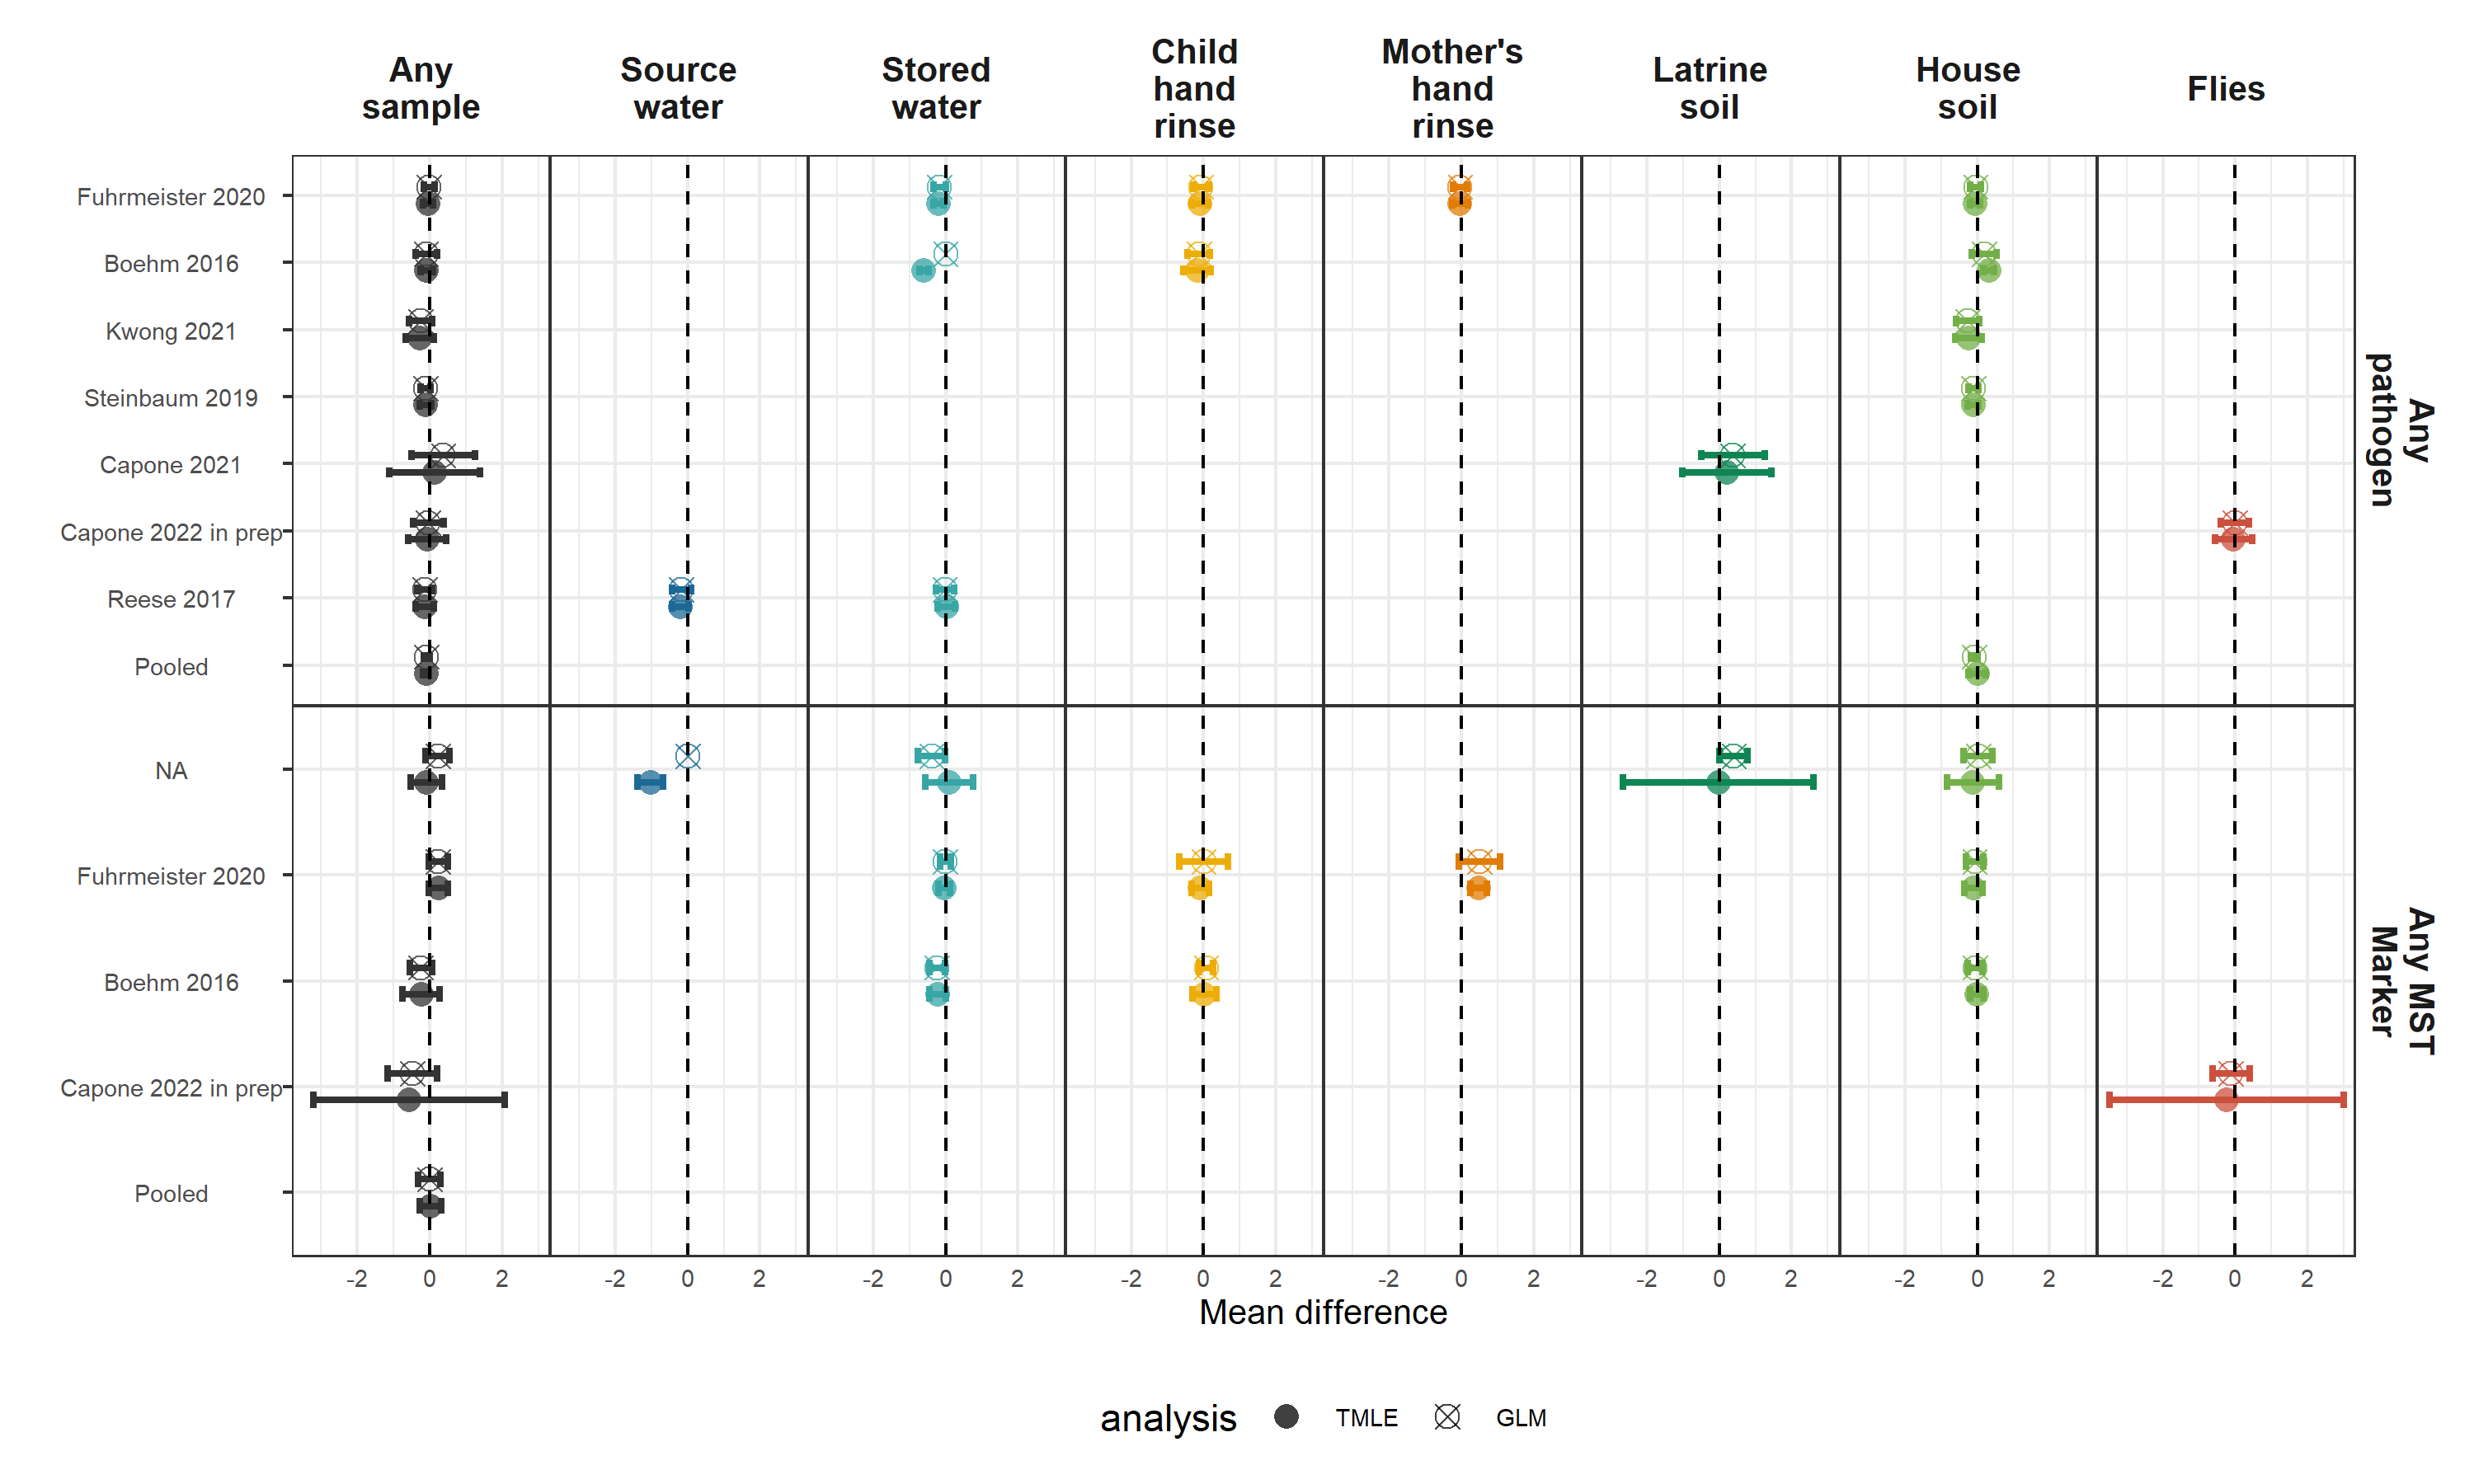 Any
sample
Source
water
Stored
water
Child
hand
rinse
Mother's
hand
rinse
Latrine
soil
House
soil
Flies
Fuhrmeister 2020
Boehm 2016
Kwong 2021
Steinbaum 2019
Capone 2021
Capone 2022 in prep
Reese 2017
Pooled
Any
pathogen
NA
Fuhrmeister 2020
Boehm 2016
Capone 2022 in prep
Pooled
Any MST
Marker
-2 0 2 -2 0 2 -2 0 2 -2 0 2 -2 0 2 -2 0 2 -2 0 2 -2 0 2
Mean difference
analysis TMLE GLM